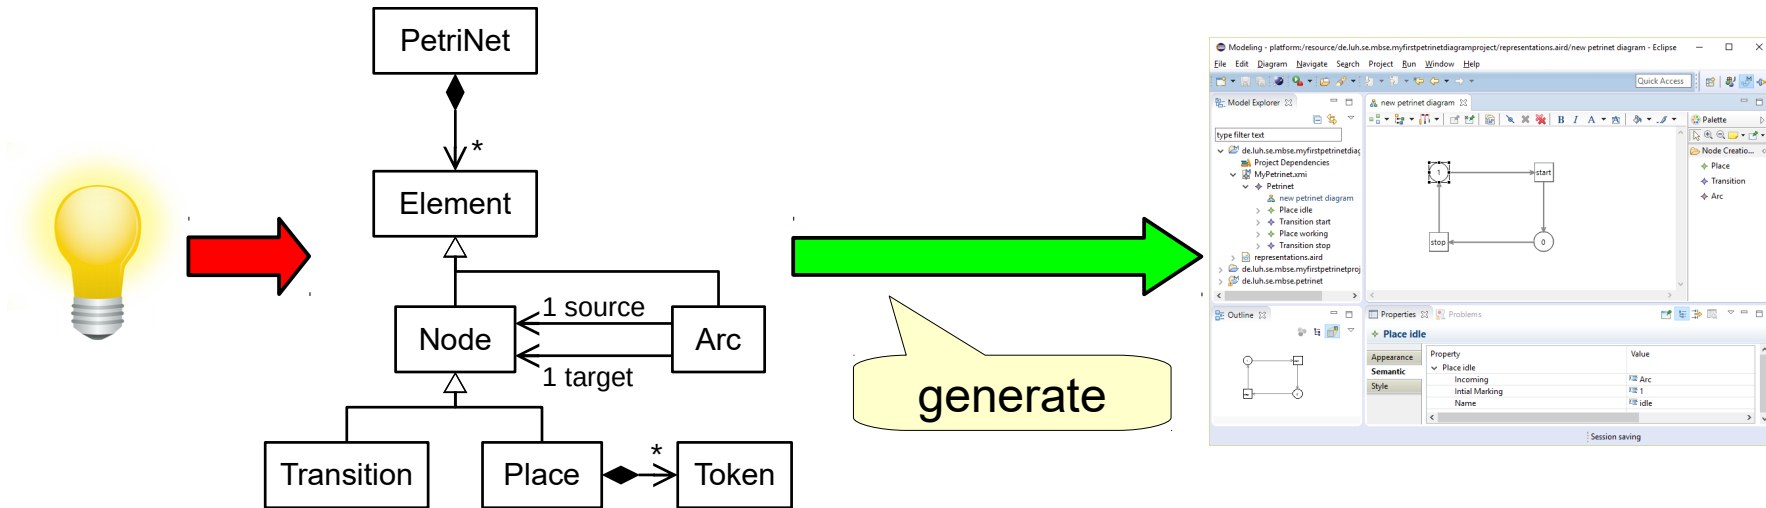 PetriNet
*
Element
1 source
Node
Arc
1 target
Transition
Place
*
Token
generate
Modeling - platform:/resource/de.luh.se.mbse.myfirstpetrinetdiagramproject/representations.aird/new petrinet diagram - Eclipse
File Edit Diagram Navigate Search Project Run Window Help
Quick Access
Model Explorer
type filter text
de.luh.se.mbse.myfirstpetrinetdiag
Project Dependencies
MyPetrinet.xmi
Petrinet
new petrinet diagram
Place idle
Transition start
Place working
Transition stop
representations.aird
de.luh.se.mbse.myfirstpetrinetproj
de.luh.se.mbse.petrinet
new petrinet diagram
B I A
1
start
stop
0
Palette
Node Creatio...
Place
Transition
Arc
Outline
Properties
Problems
Place idle
Appearance
Semantic
Style
Property Value
Place idle
Incoming Arc
Intial Marking 1
Name idle
Session saving